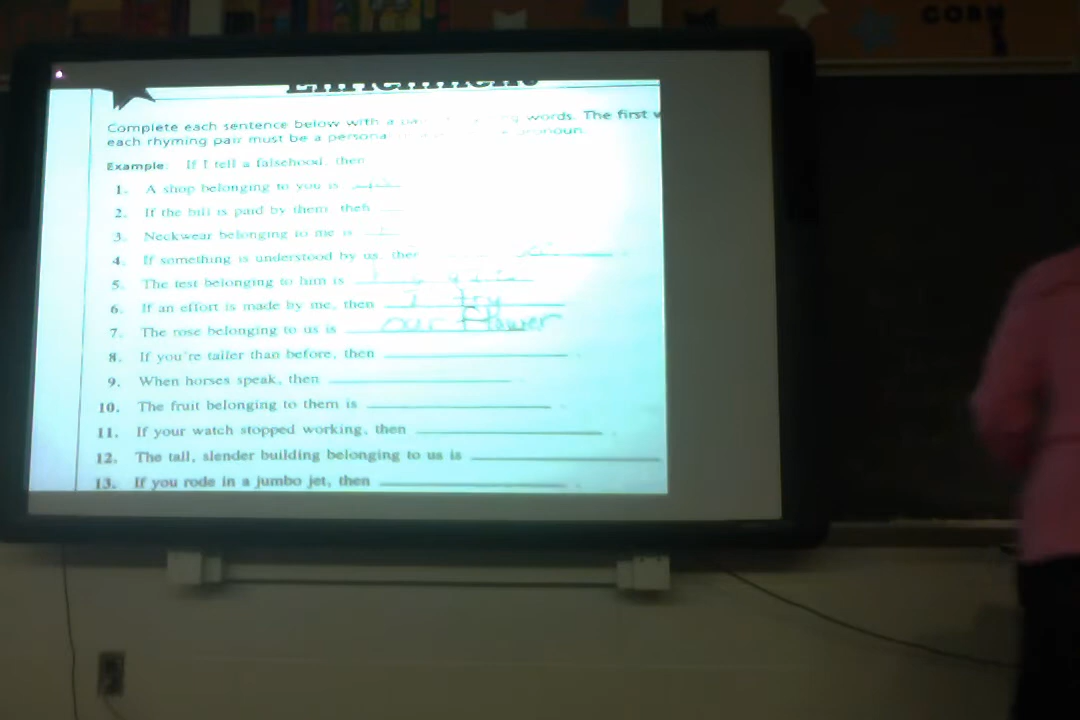 CORN
Enrichment
Complete each sentence below with a words. The first
each rhyming pair must be a personal pronoun.
Example: If I tell a falsehood, then
1. A shop belonging to you is
2. If the bill is paid by them, then
3. Neckwear belonging to me is
4. If something is understood by us, then
5. The test belonging to him is
6. If an effort is made by me, then I try
7. The rose belonging to us is our flower
8. If you're taller than before, then
9. When horses speak, then
10. The fruit belonging to them is
11. If your watch stopped working, then
12. The tall, slender building belonging to us is
13. If you rode in a jumbo jet, then